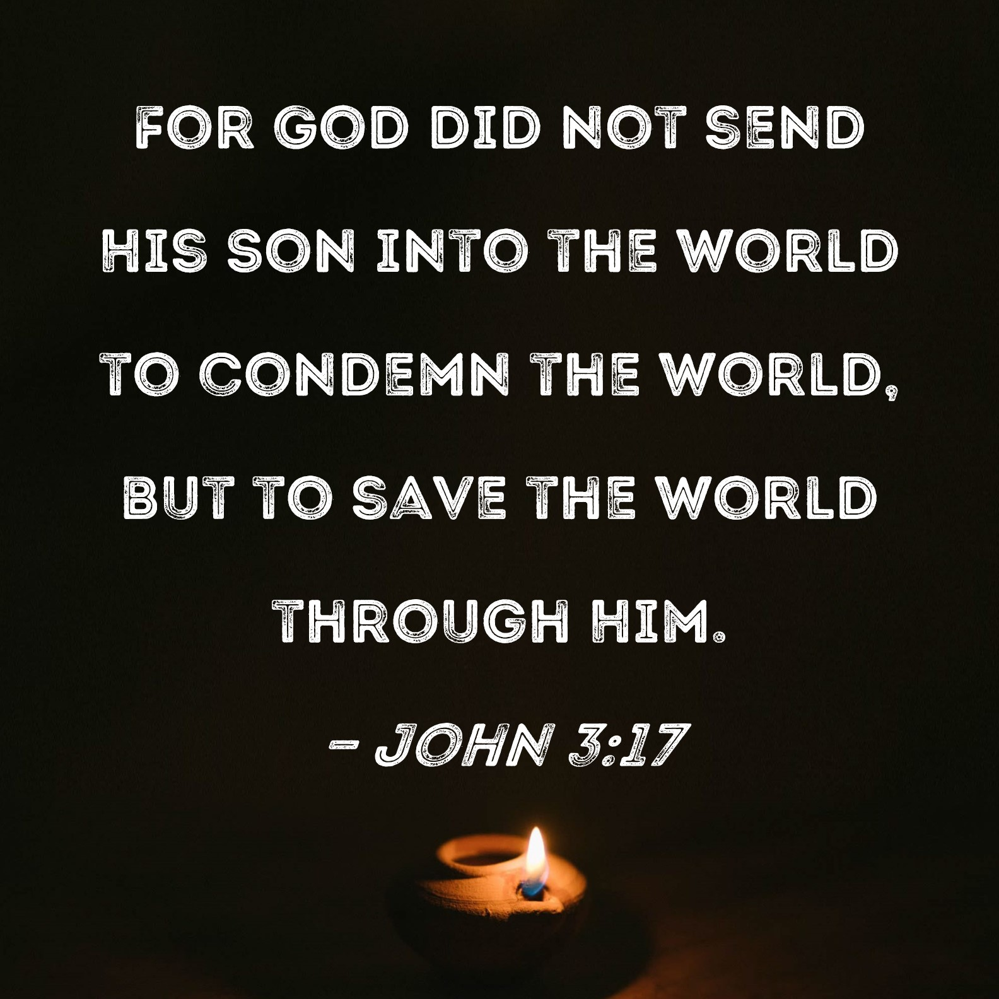 FOR GOD DID NOT SEND
HIS SON INTO THE WORLD
TO CONDEMN THE WORLD,
BUT TO SAVE THE WORLD
THROUGH HIM.
- JOHN 3:17